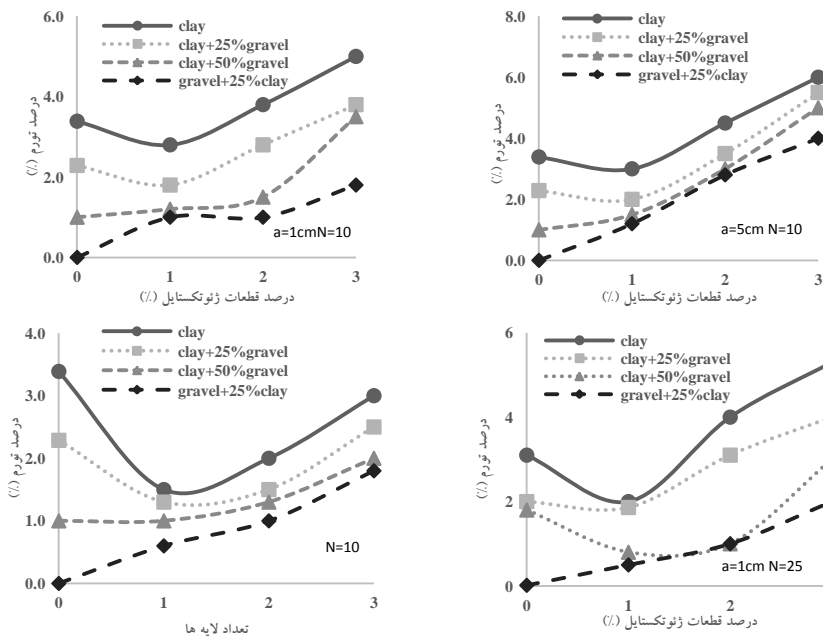 6.0
4.0
2.0
0.0
0
1
2
3
clay
clay+25%gravel
clay+50%gravel
gravel+25%clay
a=1cmN=10
درصد تورم (٪)
درصد قطعات ژئوتکستایل (٪)
8.0
6.0
4.0
2.0
0.0
0
1
2
3
clay
clay+25%gravel
clay+50%gravel
gravel+25%clay
a=5cm N=10
درصد تورم (٪)
درصد قطعات ژئوتکستایل (٪)
4.0
3.0
2.0
1.0
0.0
0
1
2
3
clay
clay+25%gravel
clay+50%gravel
gravel+25%clay
N=10
درصد تورم (٪)
تعداد لایه ها
6
4
2
0
0
1
2
clay
clay+25%gravel
clay+50%gravel
gravel+25%clay
a=1cm N=25
درصد تورم (٪)
درصد قطعات ژئوتکستایل (٪)